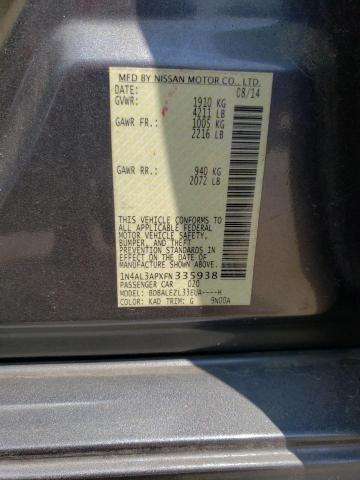 MFD BY NISSAN MOTOR CO., LTD.
DATE: 08/14
GVWR: 1910 KG
4211 LB
GAWR FR.: 1005 KG
2216 LB
GAWR RR.: 940 KG
2072 LB
THIS VEHICLE CONFORMS TO
ALL APPLICABLE FEDERAL
MOTOR VEHICLE SAFETY,
BUMPER, AND THEFT
PREVENTION STANDARDS IN
EFFECT ON THE DATE OF
MANUFACTURE SHOWN ABOVE.
1N4AL3APXFN335938
PASSENGER CAR 020
MODEL: BDBALEZL33EUA----H
COLOR: KAD TRIM: G 9N00A